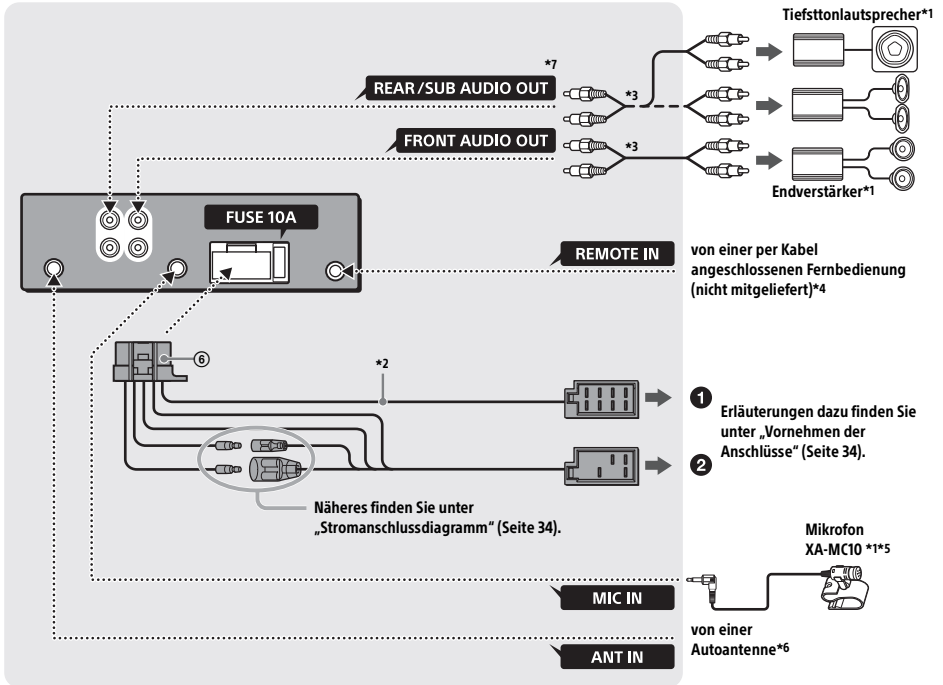 Tiefsttonlautsprecher*1
*7
REAR/SUB AUDIO OUT
*3
FRONT AUDIO OUT
*3
Endverstärker*1
FUSE 10A
REMOTE IN
von einer per Kabel
angeschlossenen Fernbedienung
(nicht mitgeliefert)*4
⑥
*2
❶
Erläuterungen dazu finden Sie
unter „Vornehmen der
Anschlüsse“ (Seite 34).
❷
Näheres finden Sie unter
„Stromanschlussdiagramm“ (Seite 34).
Mikrofon
XA-MC10 *1*5
MIC IN
von einer
Autoantenne*6
ANT IN